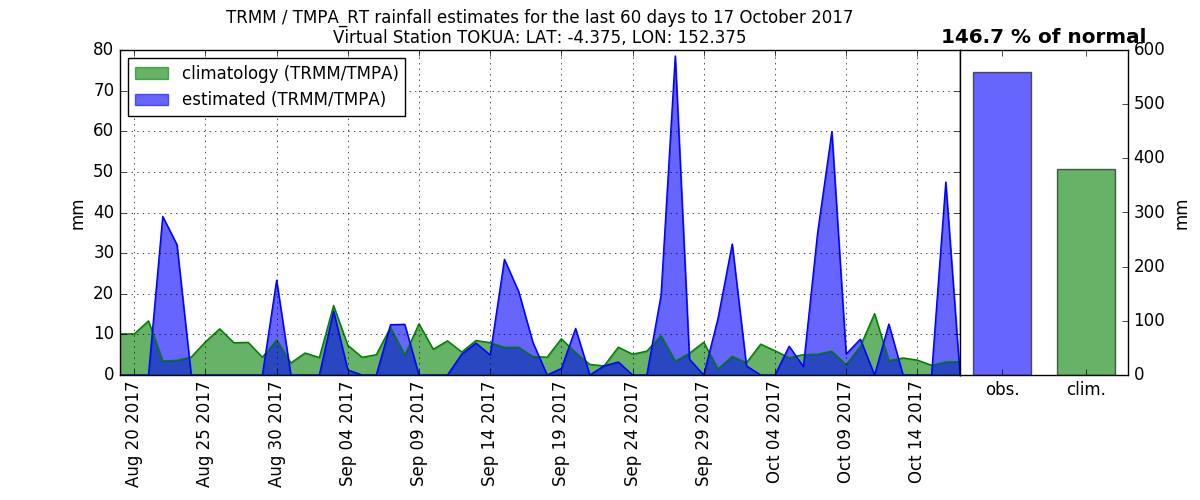 TRMM / TMPA_RT rainfall estimates for the last 60 days to 17 October 2017
Virtual Station TOKUA: LAT: -4.375, LON: 152.375
146.7 % of normal
climatology (TRMM/TMPA)
estimated (TRMM/TMPA)
80
70
60
50
40
30
20
10
0
mm
600
500
400
300
200
100
0
mm
Aug 20 2017
Aug 25 2017
Aug 30 2017
Sep 04 2017
Sep 09 2017
Sep 14 2017
Sep 19 2017
Sep 24 2017
Sep 29 2017
Oct 04 2017
Oct 09 2017
Oct 14 2017
obs.
clim.